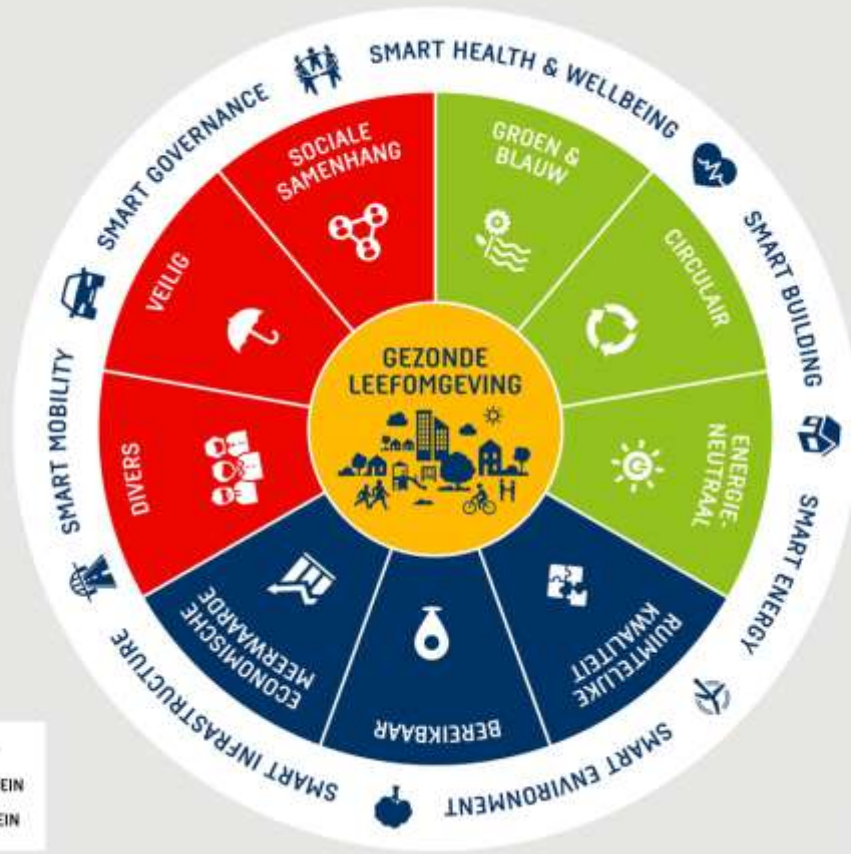 SMART HEALTH & WELLBEING
SMART BUILDING
SMART ENERGY
SMART ENVIRONMENT
SMART INFRASTRUCTURE
SMART MOBILITY
SMART GOVERNANCE
GROEN &
BLAUW
CIRCULAIR
ENERGIE-
NEUTRAAL
RUIMTELIJKE
KWALITEIT
BEREIKBAAR
ECONOMISCHE
MEERWAARDE
DIVERS
VEILIG
SOCIALE
SAMENHANG
GEZONDE
LEEFOMGEVING
H
EIN
EIN